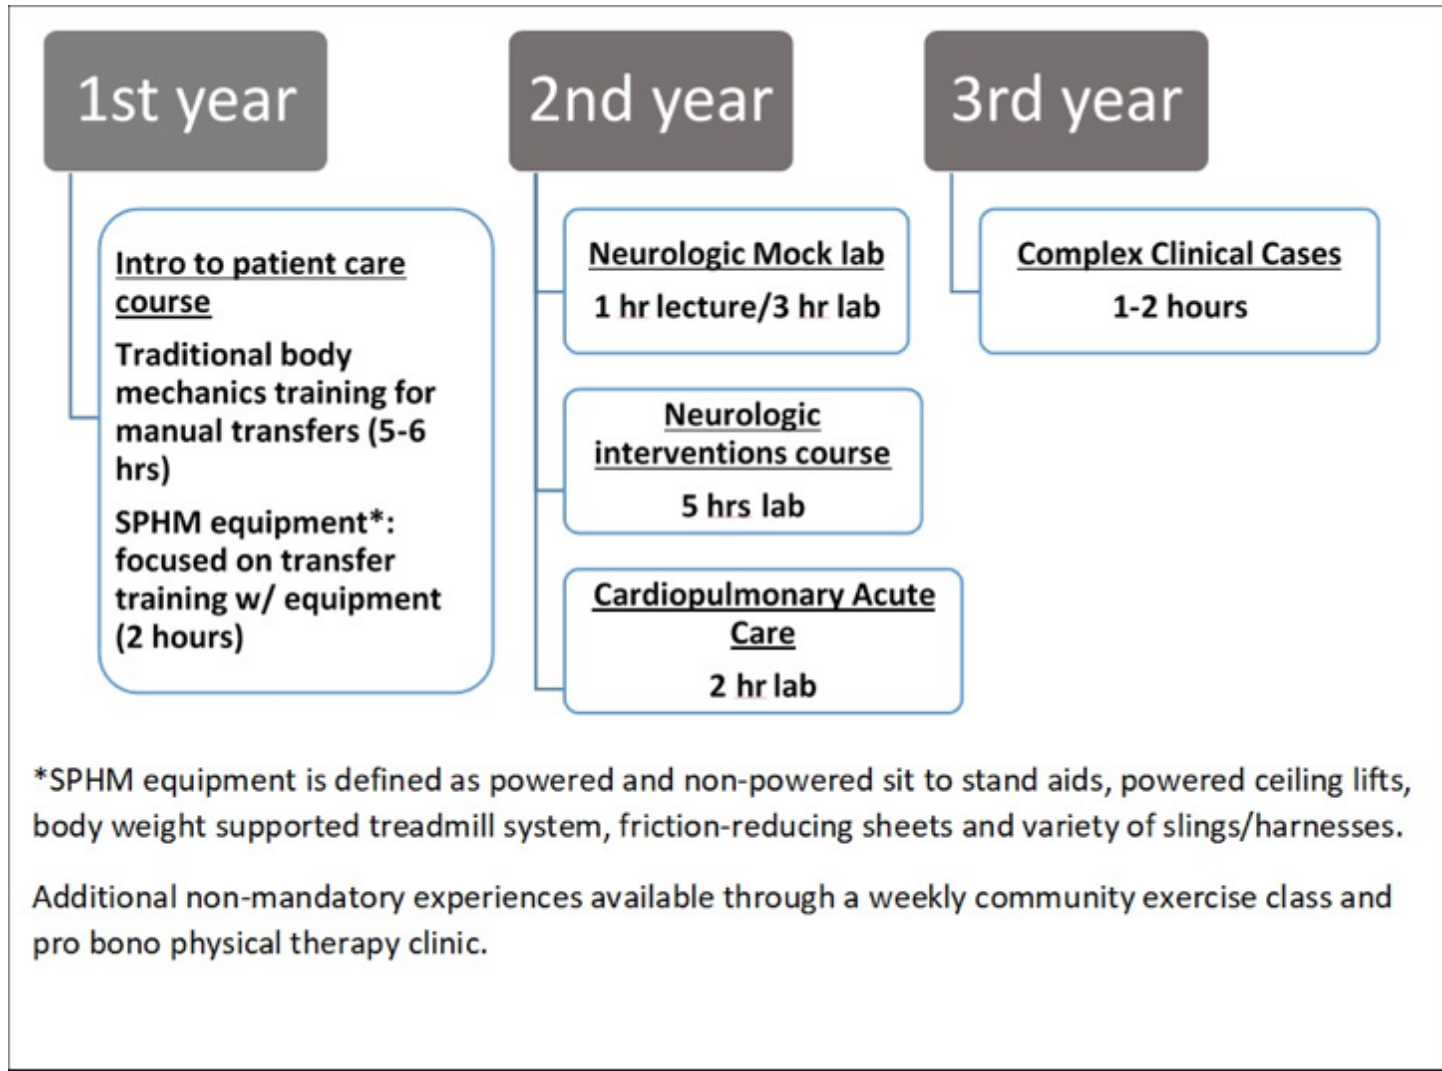 1st year
Intro to patient care
course
Traditional body
mechanics training for
manual transfers (5-6
hrs)
SPHM equipment*:
focused on transfer
training w/ equipment
(2 hours)
2nd year
Neurologic Mock lab
1 hr lecture/3 hr lab
Neurologic
interventions course
5 hrs lab
Cardiopulmonary Acute
Care
2 hr lab
3rd year
Complex Clinical Cases
1-2 hours
*SPHM equipment is defined as powered and non-powered sit to stand aids, powered ceiling lifts,
body weight supported treadmill system, friction-reducing sheets and variety of slings/harnesses.
Additional non-mandatory experiences available through a weekly community exercise class and
pro bono physical therapy clinic.